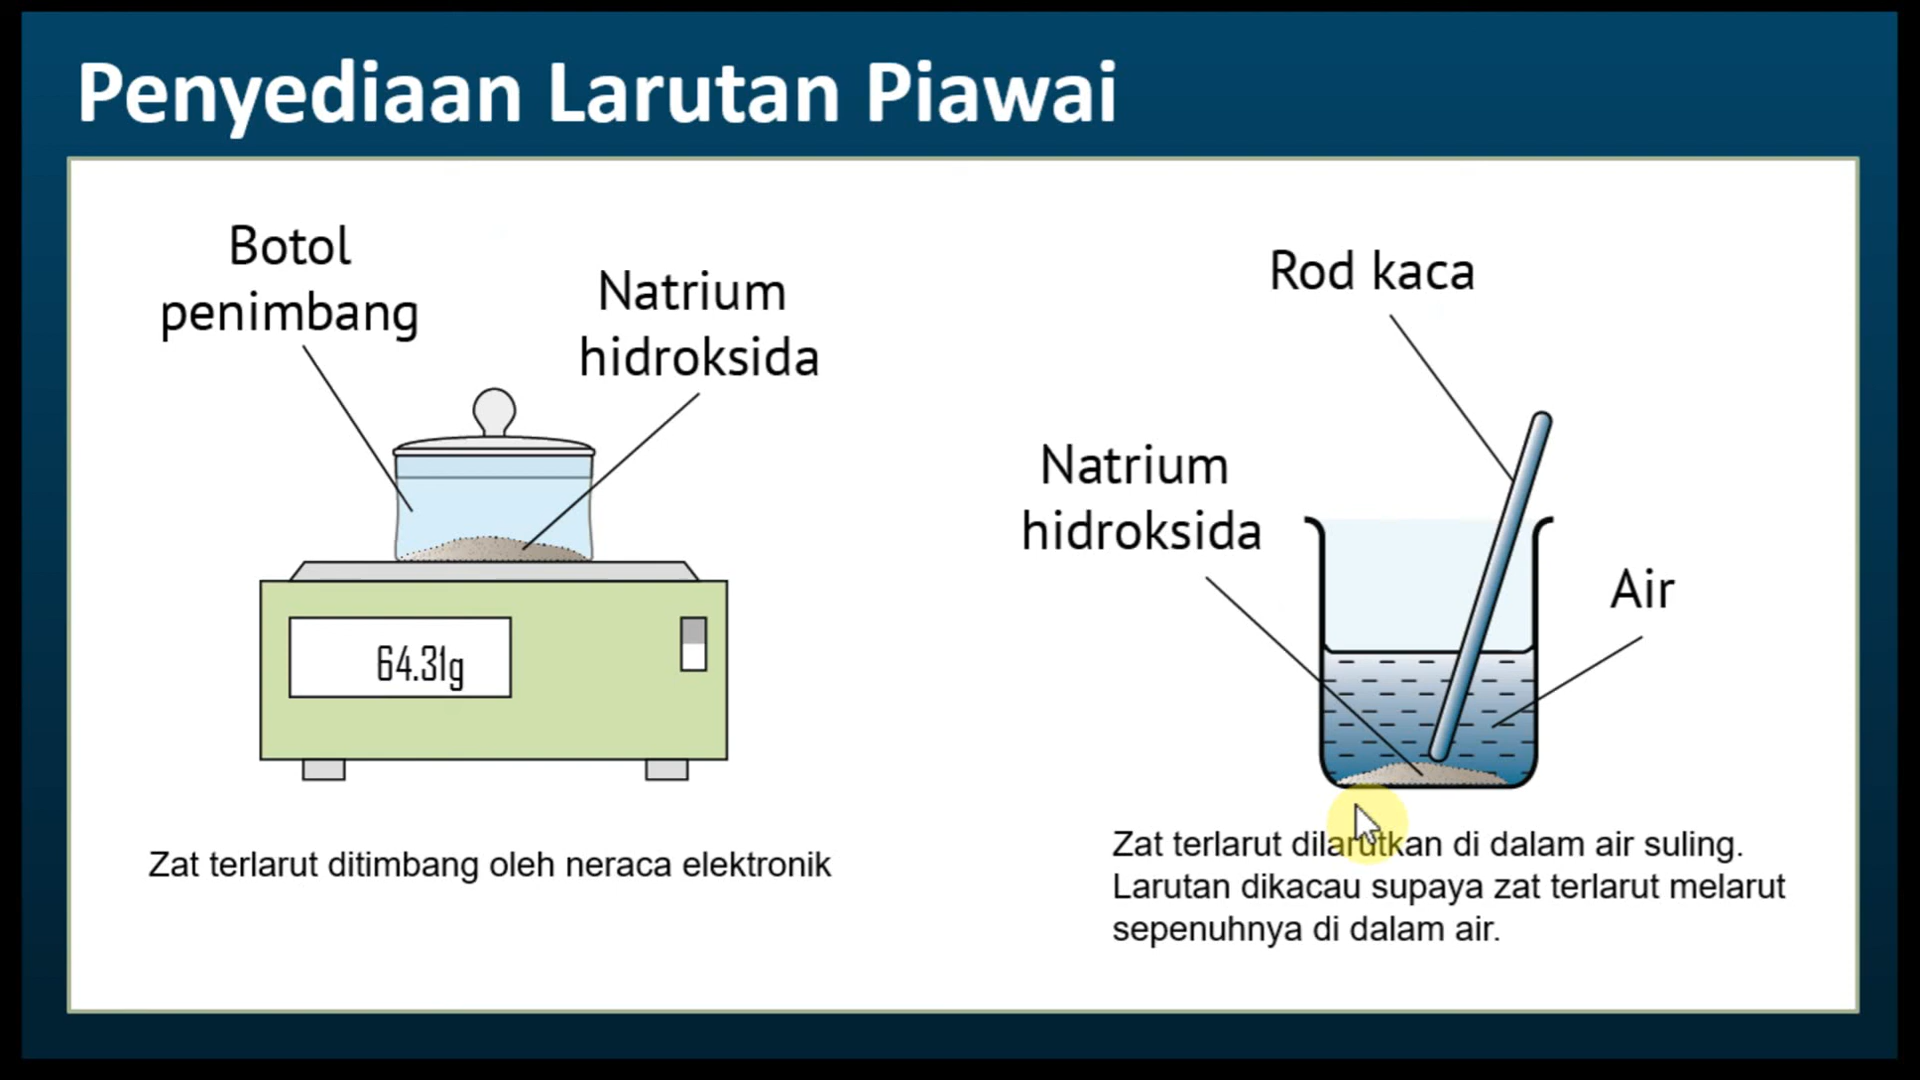 Penyediaan Larutan Piawai
Botol
penimbang
Natrium
hidroksida
64.31g
Zat terlarut ditimbang oleh neraca elektronik
Rod kaca
Natrium
hidroksida
Air
Zat terlarut dilarutkan di dalam air suling.
Larutan dikacau supaya zat terlarut melarut
sepenuhnya di dalam air.